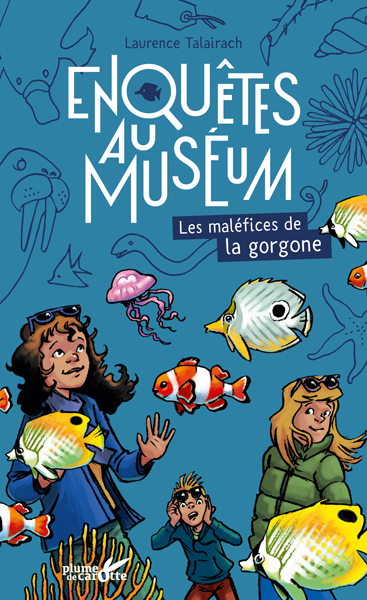 Laurence Talairach
ENQUÊTES
AU
MUSÉUM
Les maléfices de
la gorgone
plume
de carotte